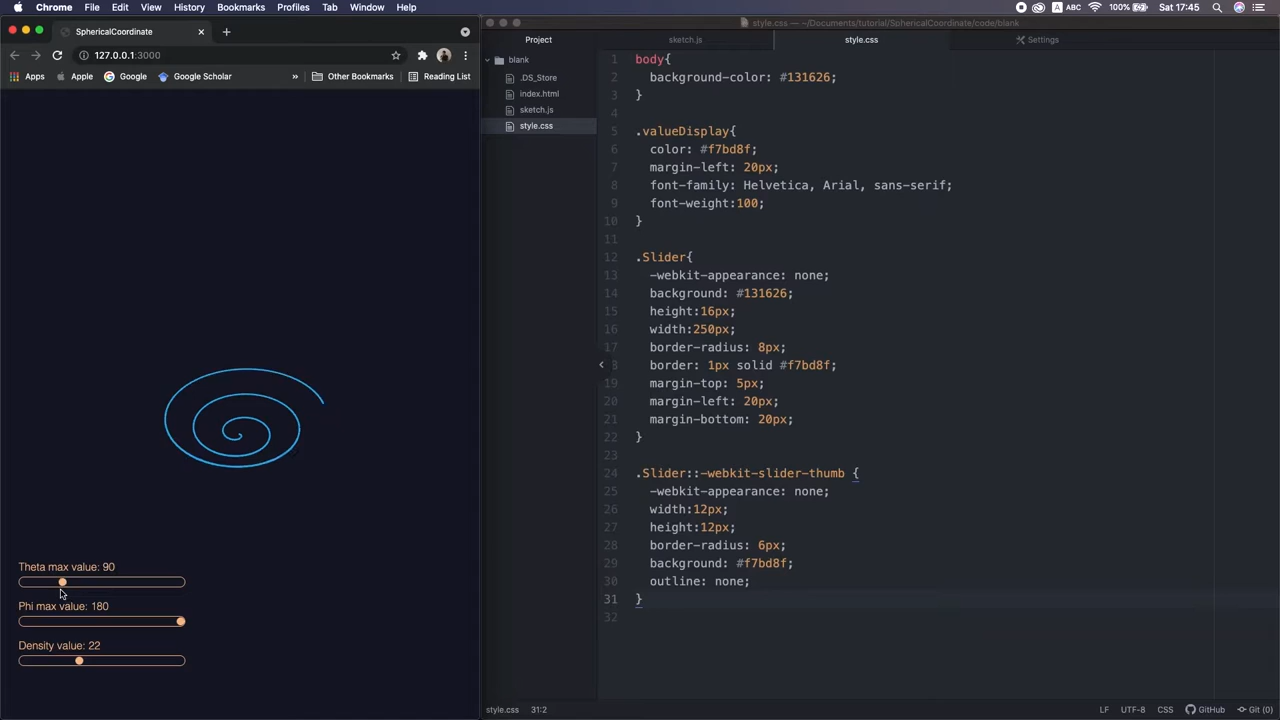 Chrome File Edit View History Bookmarks Profiles Tab Window Help
A ABC 100% Sat 17:45
SphericalCoordinate
style.css — ~/Documents/tutorial/SphericalCoordinate/code/blank
Project
sketch.js
style.css
Settings
127.0.0.1:3000
Apps Apple Google Google Scholar » Other Bookmarks Reading List
blank
.DS_Store
index.html
sketch.js
style.css
1 body{
2 background-color: #131626;
3 }
4
5 .valueDisplay{
6 color: #f7bd8f;
7 margin-left: 20px;
8 font-family: Helvetica, Arial, sans-serif;
9 font-weight:100;
10 }
11
12 .Slider{
13 -webkit-appearance: none;
14 background: #131626;
15 height:16px;
16 width:250px;
17 border-radius: 8px;
18 border: 1px solid #f7bd8f;
19 margin-top: 5px;
20 margin-left: 20px;
21 margin-bottom: 20px;
22 }
23
24 .Slider::-webkit-slider-thumb {
25 -webkit-appearance: none;
26 width:12px;
27 height:12px;
28 border-radius: 6px;
29 background: #f7bd8f;
30 outline: none;
31 }
32
Theta max value: 90
Phi max value: 180
Density value: 22
style.css 31:2
LF UTF-8 CSS GitHub Git (0)